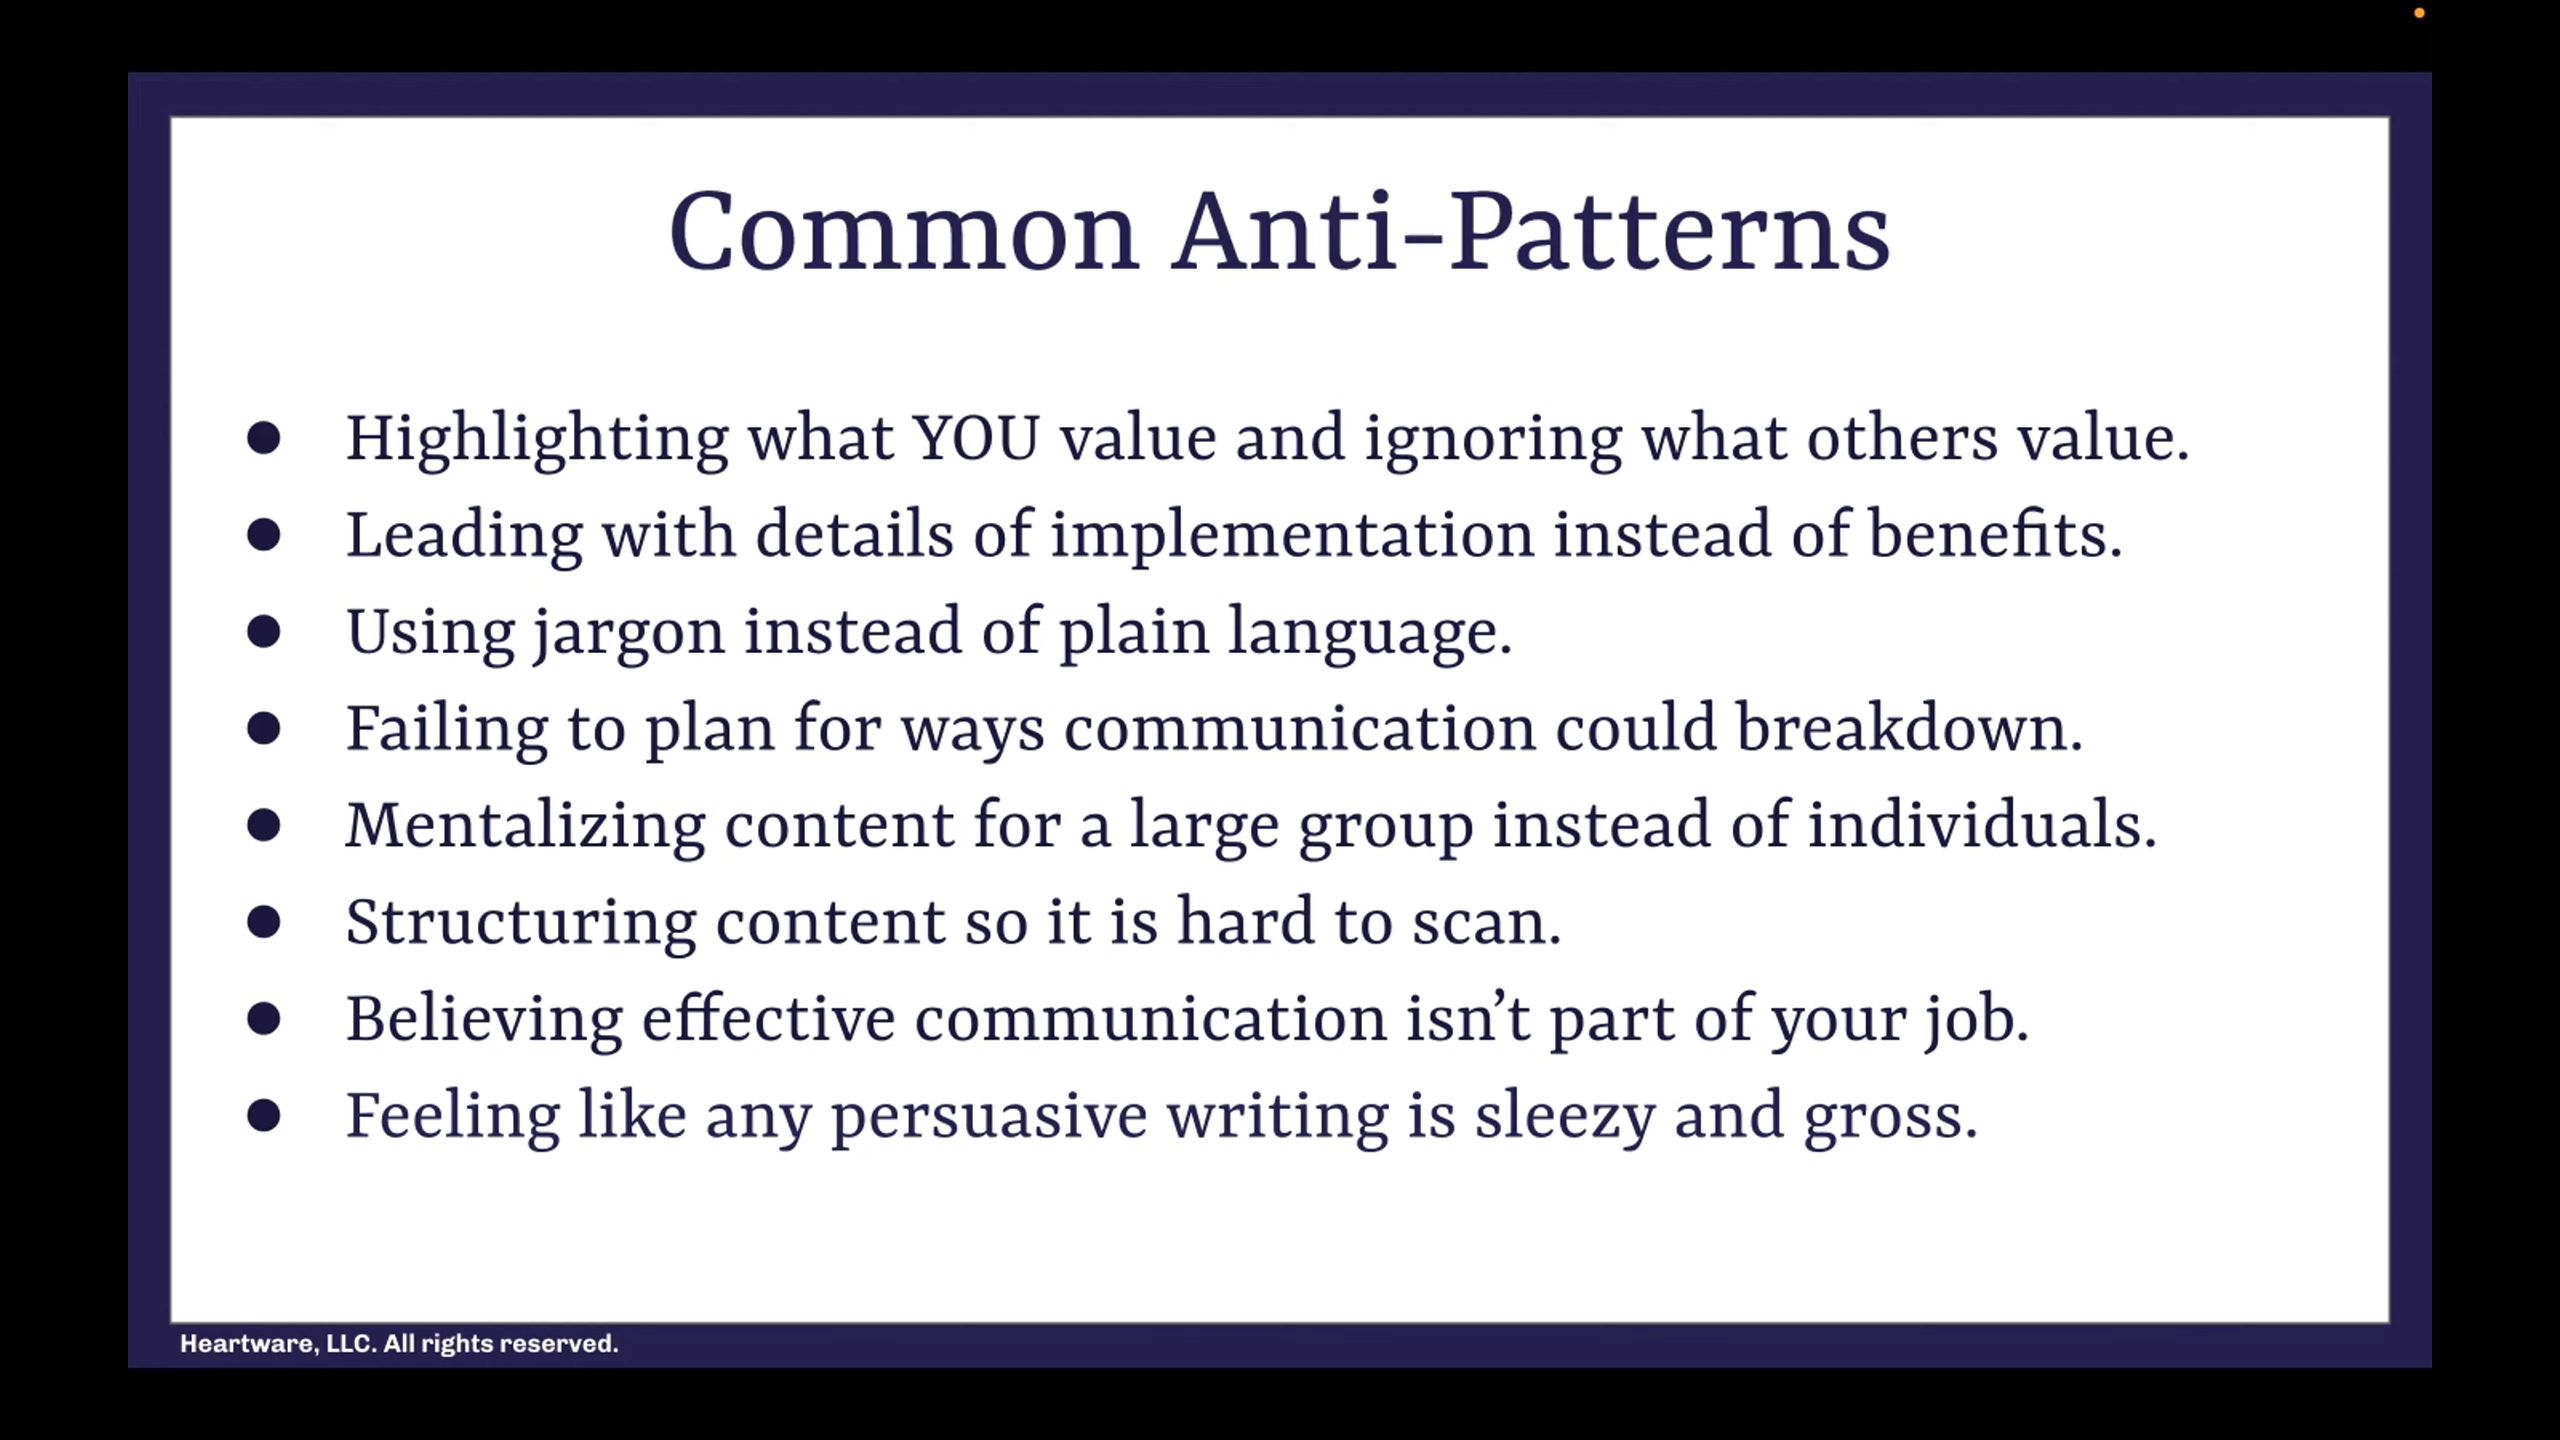 Common Anti-Patterns
● Highlighting what YOU value and ignoring what others value.
● Leading with details of implementation instead of benefits.
● Using jargon instead of plain language.
● Failing to plan for ways communication could breakdown.
● Mentalizing content for a large group instead of individuals.
● Structuring content so it is hard to scan.
● Believing effective communication isn’t part of your job.
● Feeling like any persuasive writing is sleezy and gross.
Heartware, LLC. All rights reserved.